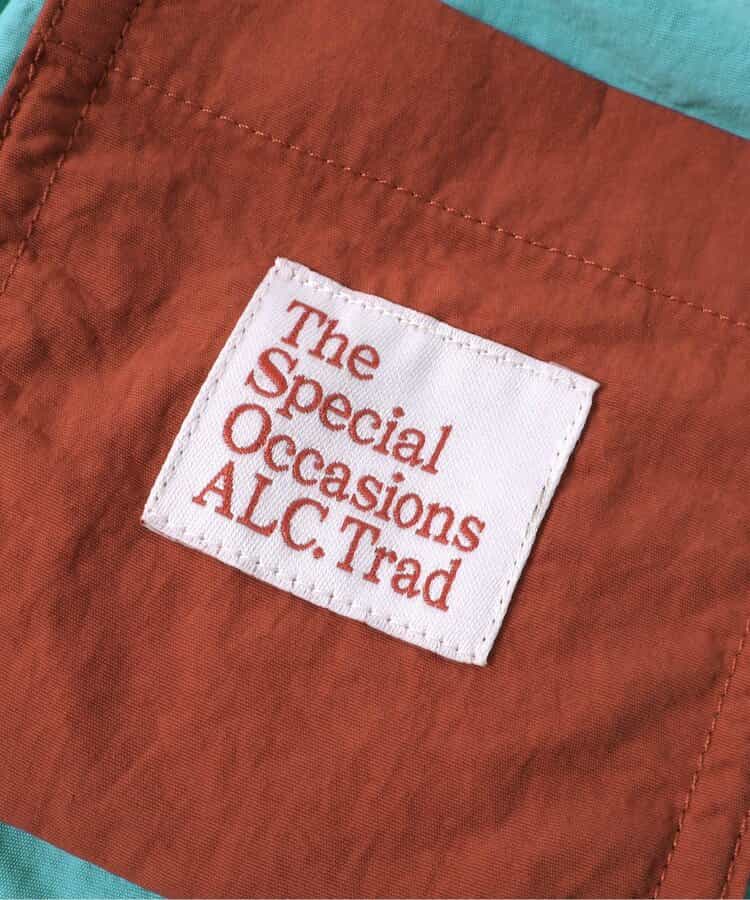 The
Special
Occasions
ALC. Trad